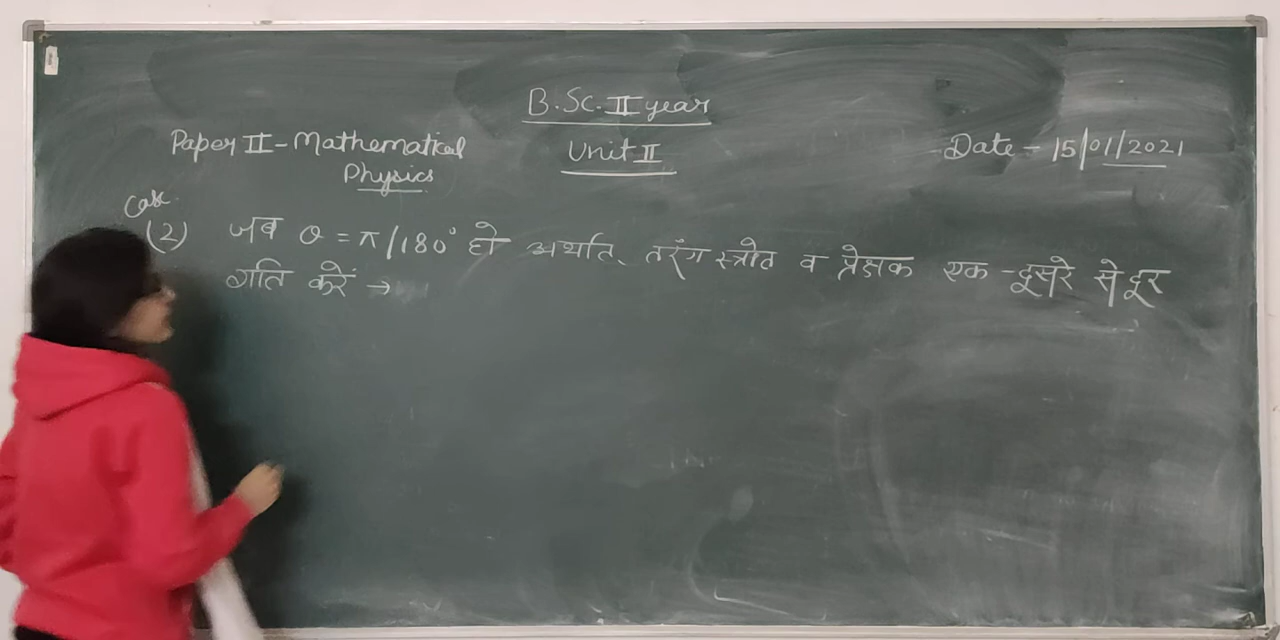 B.Sc. II year
Paper II - Mathematical
Physics
Unit II
Date - 15/01/2021
Case
(2) जब θ = π/180° हो अर्थात् तरंग स्त्रोत व प्रेक्षक एक-दूसरे से दूर
गति करें →